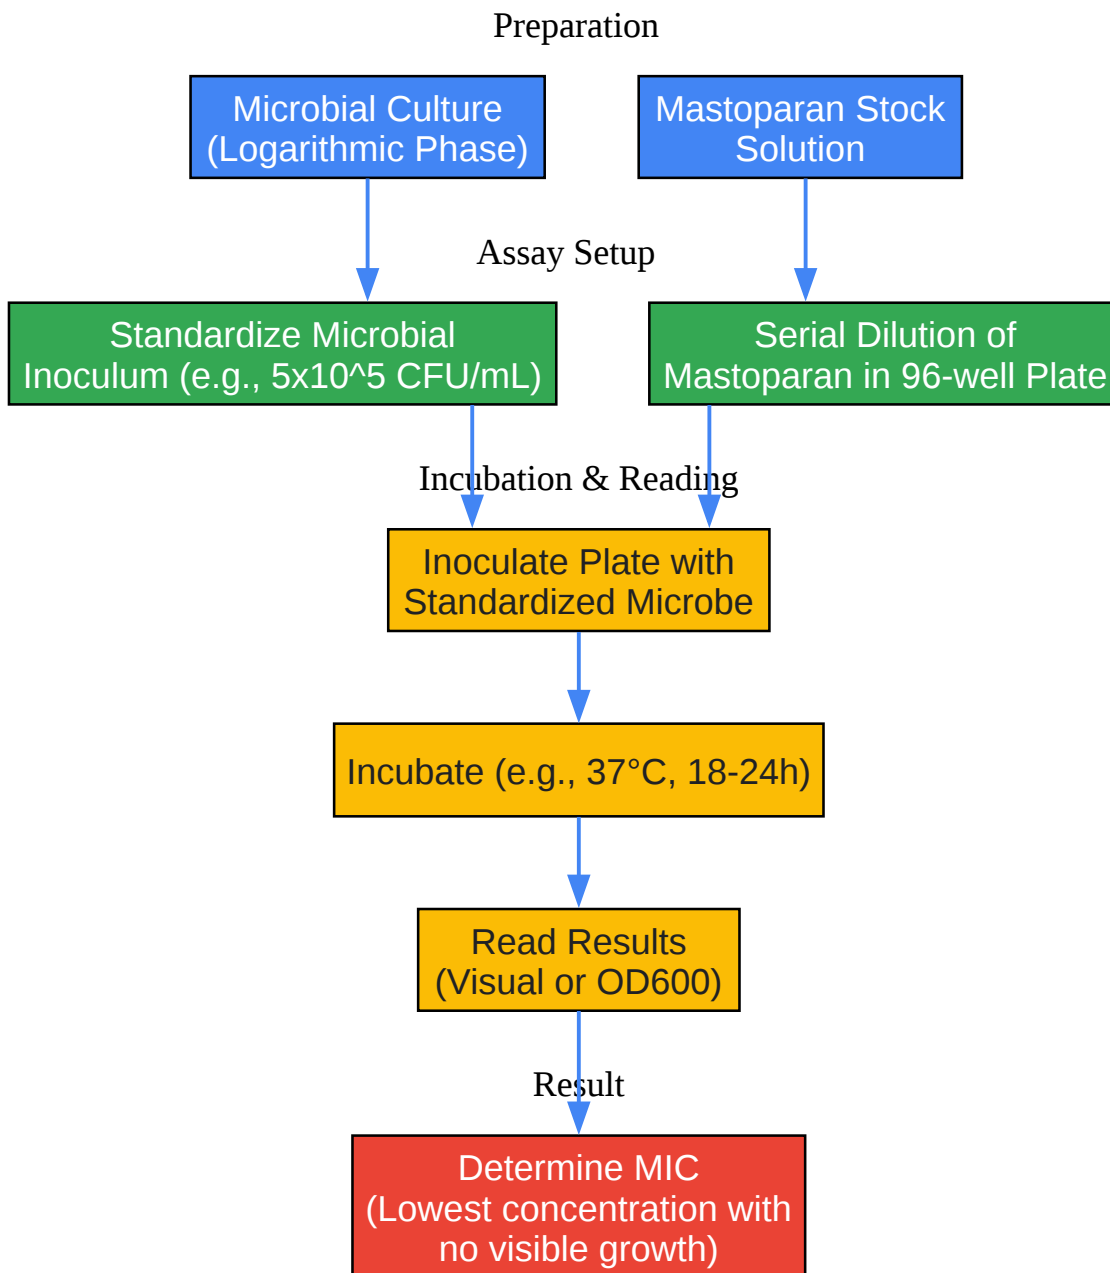 Preparation
Microbial Culture
(Logarithmic Phase)
Mastoparan Stock
Solution
Assay Setup
Standardize Microbial
Inoculum (e.g., 5x10^5 CFU/mL)
Serial Dilution of
Mastoparan in 96-well Plate
Incubation & Reading
Inoculate Plate with
Standardized Microbe
Incubate (e.g., 37°C, 18-24h)
Read Results
(Visual or OD600)
Result
Determine MIC
(Lowest concentration with
no visible growth)